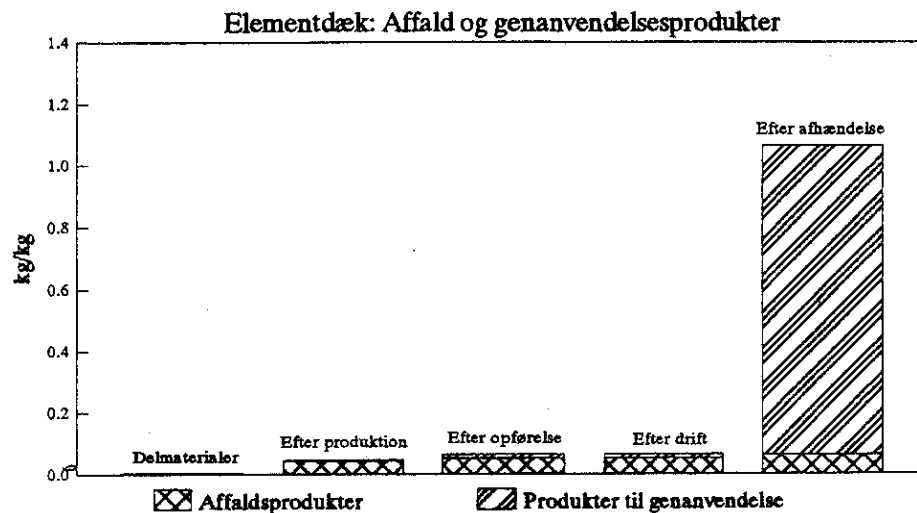 Elementdæk: Affald og genanvendelsesprodukter
1.4
1.2
1.0
0.8
0.6
0.4
0.2
0.0
kg/kg
Delmaterialer
Efter produktion
Efter opførelse
Efter drift
Efter afhændelse
Affaldsprodukter
Produkter til genanvendelse